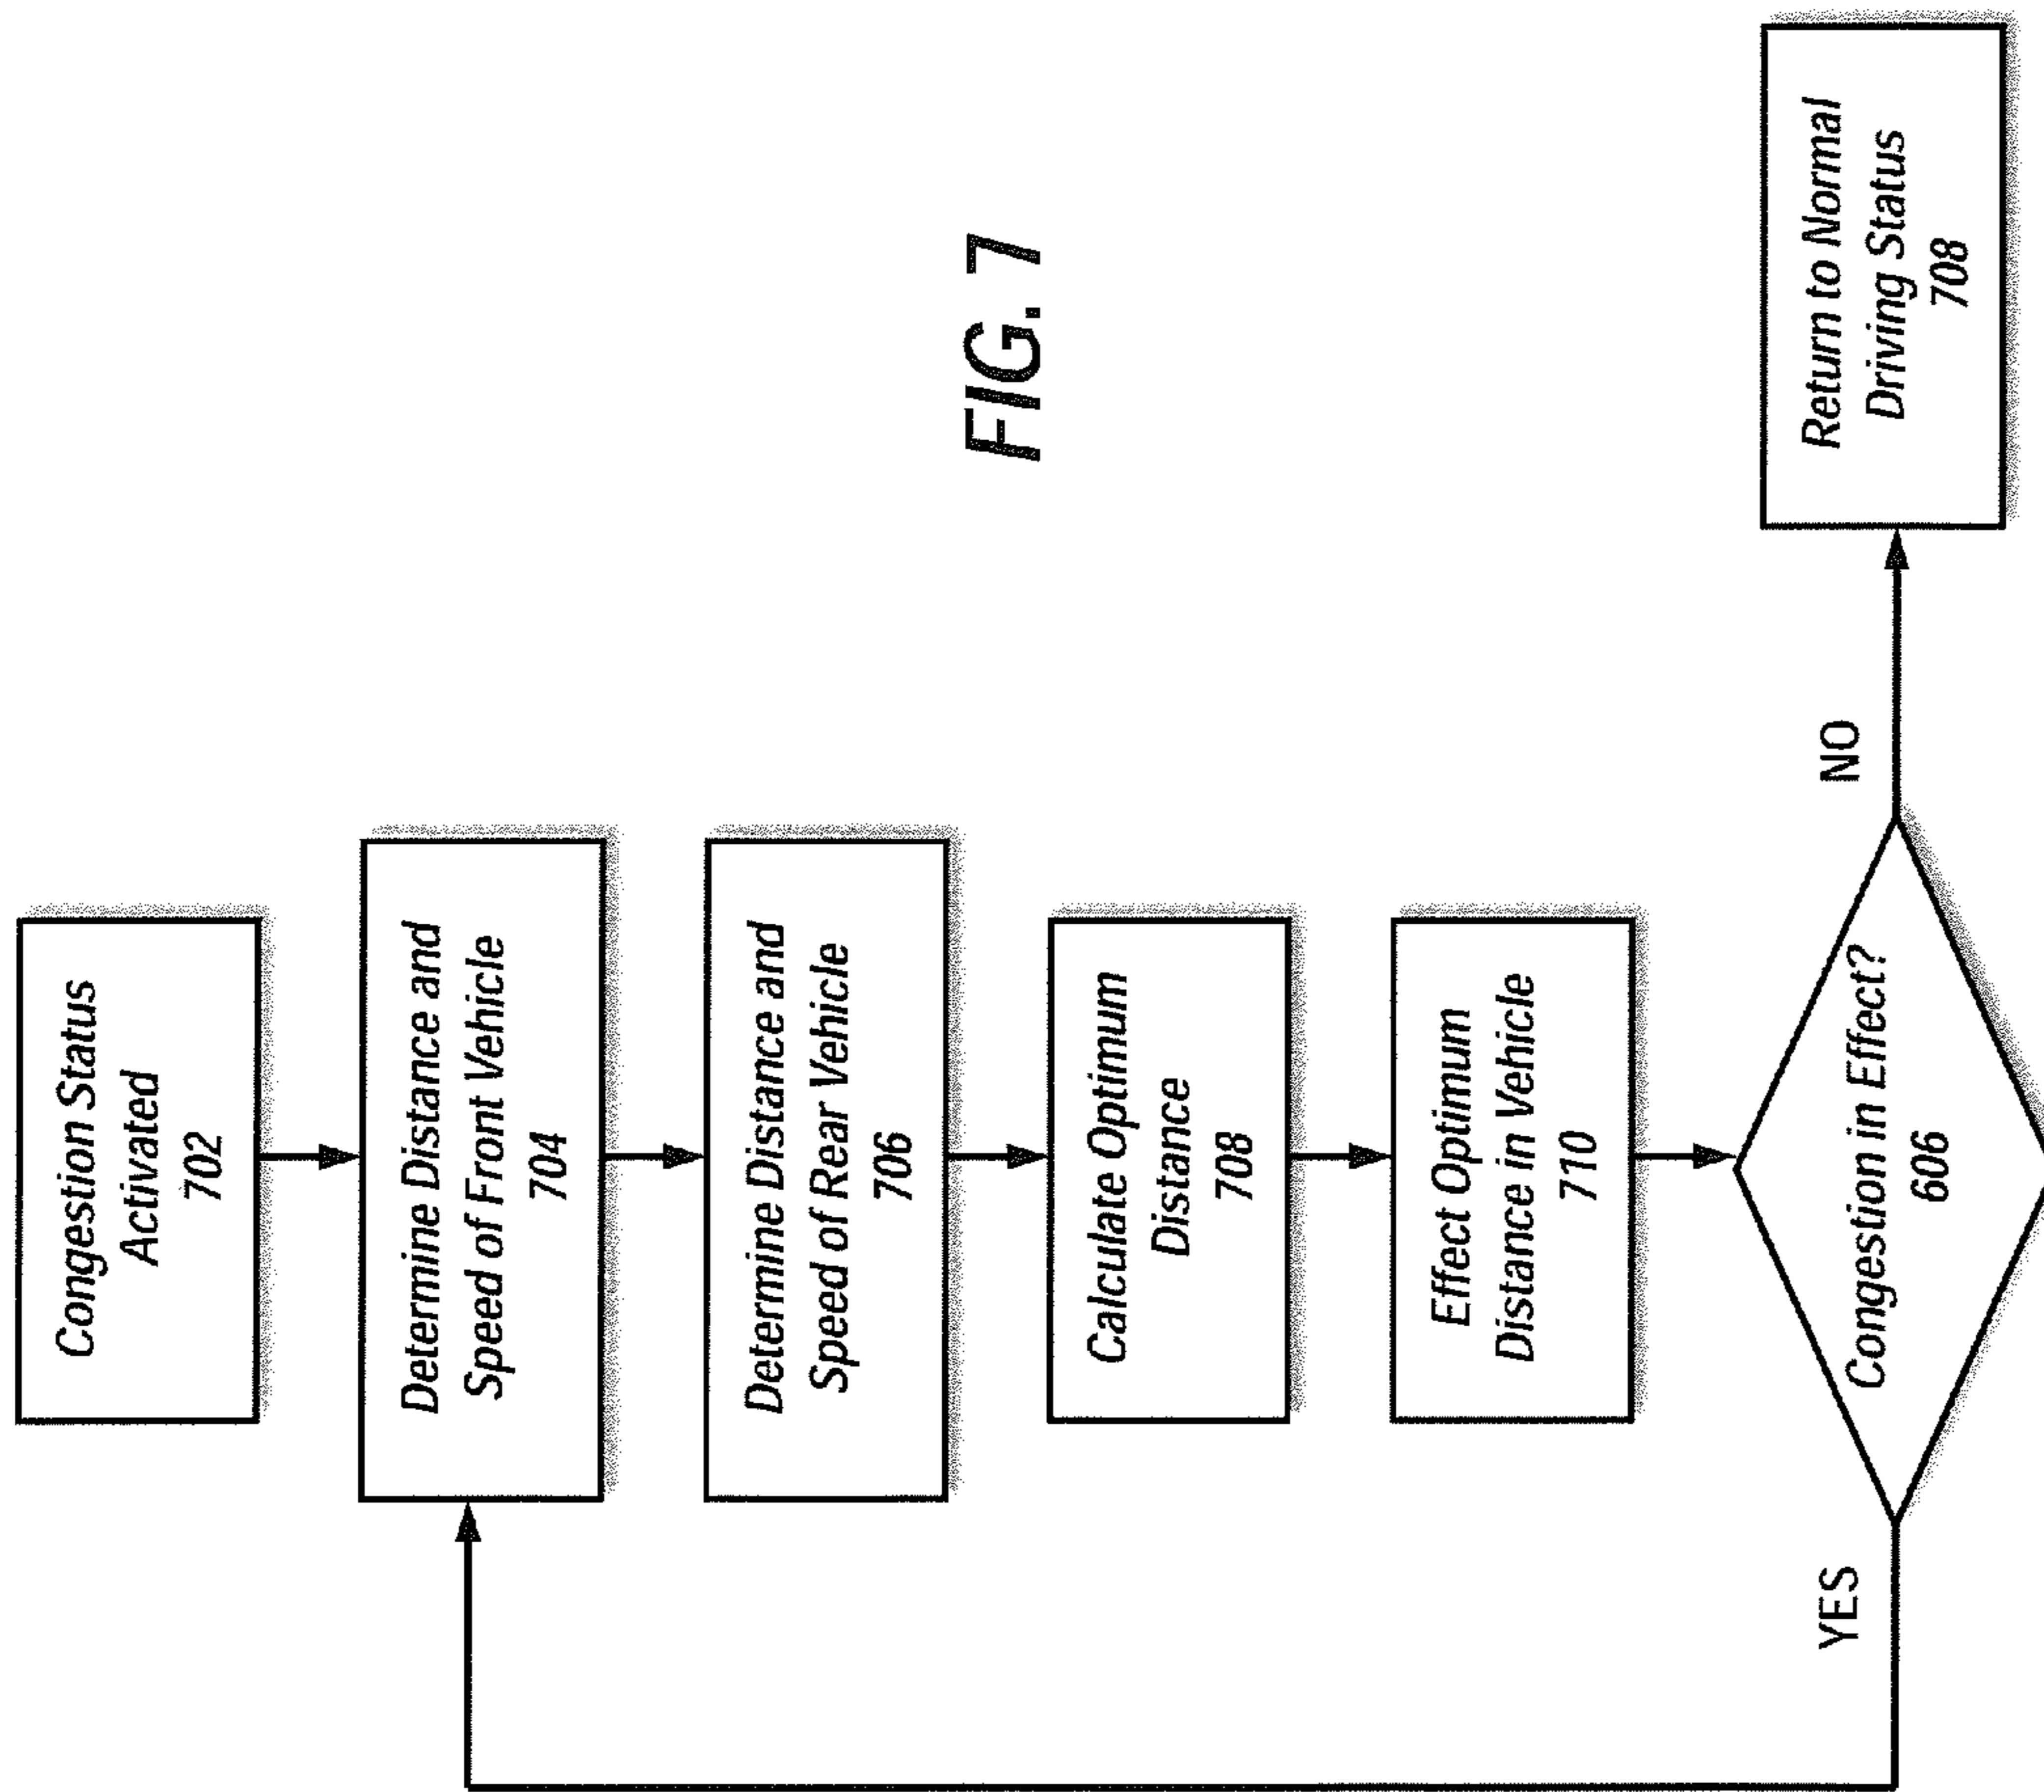 Congestion Status
Activated
702
Determine Distance and
Speed of Front Vehicle
704
Determine Distance and
Speed of Rear Vehicle
706
Calculate Optimum
Distance
708
Effect Optimum
Distance in Vehicle
710
Congestion in Effect?
606
YES
NO
Return to Normal
Driving Status
708
FIG. 7